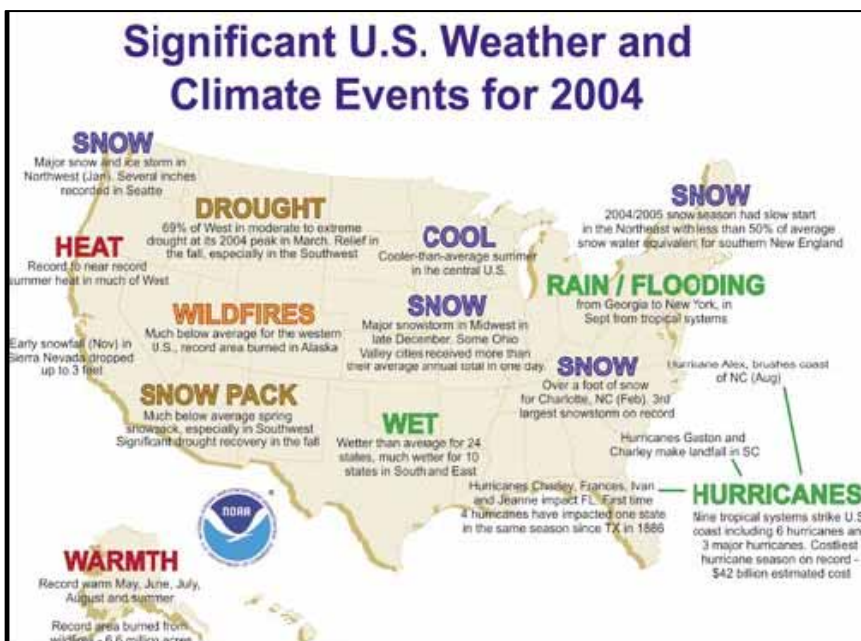 Significant U.S. Weather and
Climate Events for 2004
SNOW
Major snow and ice storm in
Northwest (Jan). Several inches
recorded in Seattle
DROUGHT
69% of West in moderate to extreme
drought at its 2004 peak in March. Relief in
the fall, especially in the Southwest
COOL
Cooler-than-average summer
in the central U.S.
SNOW
2004/2005 snow season had slow start
in the Northeast with less than 50% of average
snow water equivalent for southern New England
HEAT
Record to near record
summer heat in much of West
WILDFIRES
Much below average for the western
U.S., record area burned in Alaska
SNOW
Major snowstorm in Midwest in
late December. Some Ohio
Valley cities received more than
their average annual total in one day.
RAIN / FLOODING
from Georgia to New York, in
Sept from tropical systems
Early snowfall (Nov) in
Sierra Nevada dropped
up to 3 feet
SNOW
Over a foot of snow
for Charlotte, NC (Feb). 3rd
largest snowstorm on record
Hurricane Alex, brushes coast
of NC (Aug)
SNOW PACK
Much below average spring
snowpack, especially in Southwest
Significant drought recovery in the fall
WET
Wetter than average for 24
states, much wetter for 10
states in South and East
Hurricanes Gaston and
Charley make landfall in SC
Hurricanes Charley, Frances, Ivan
and Jeanne impact FL. First time
4 hurricanes have impacted one state
in the same season since TX in 1886
HURRICANES
Nine tropical systems strike U.S.
coast including 6 hurricanes and
3 major hurricanes. Costliest
hurricane season on record -
$42 billion estimated cost
NOAA
WARMTH
Record warm May, June, July,
August and summer
Record area burned from
wildfires - 6.6 million acres